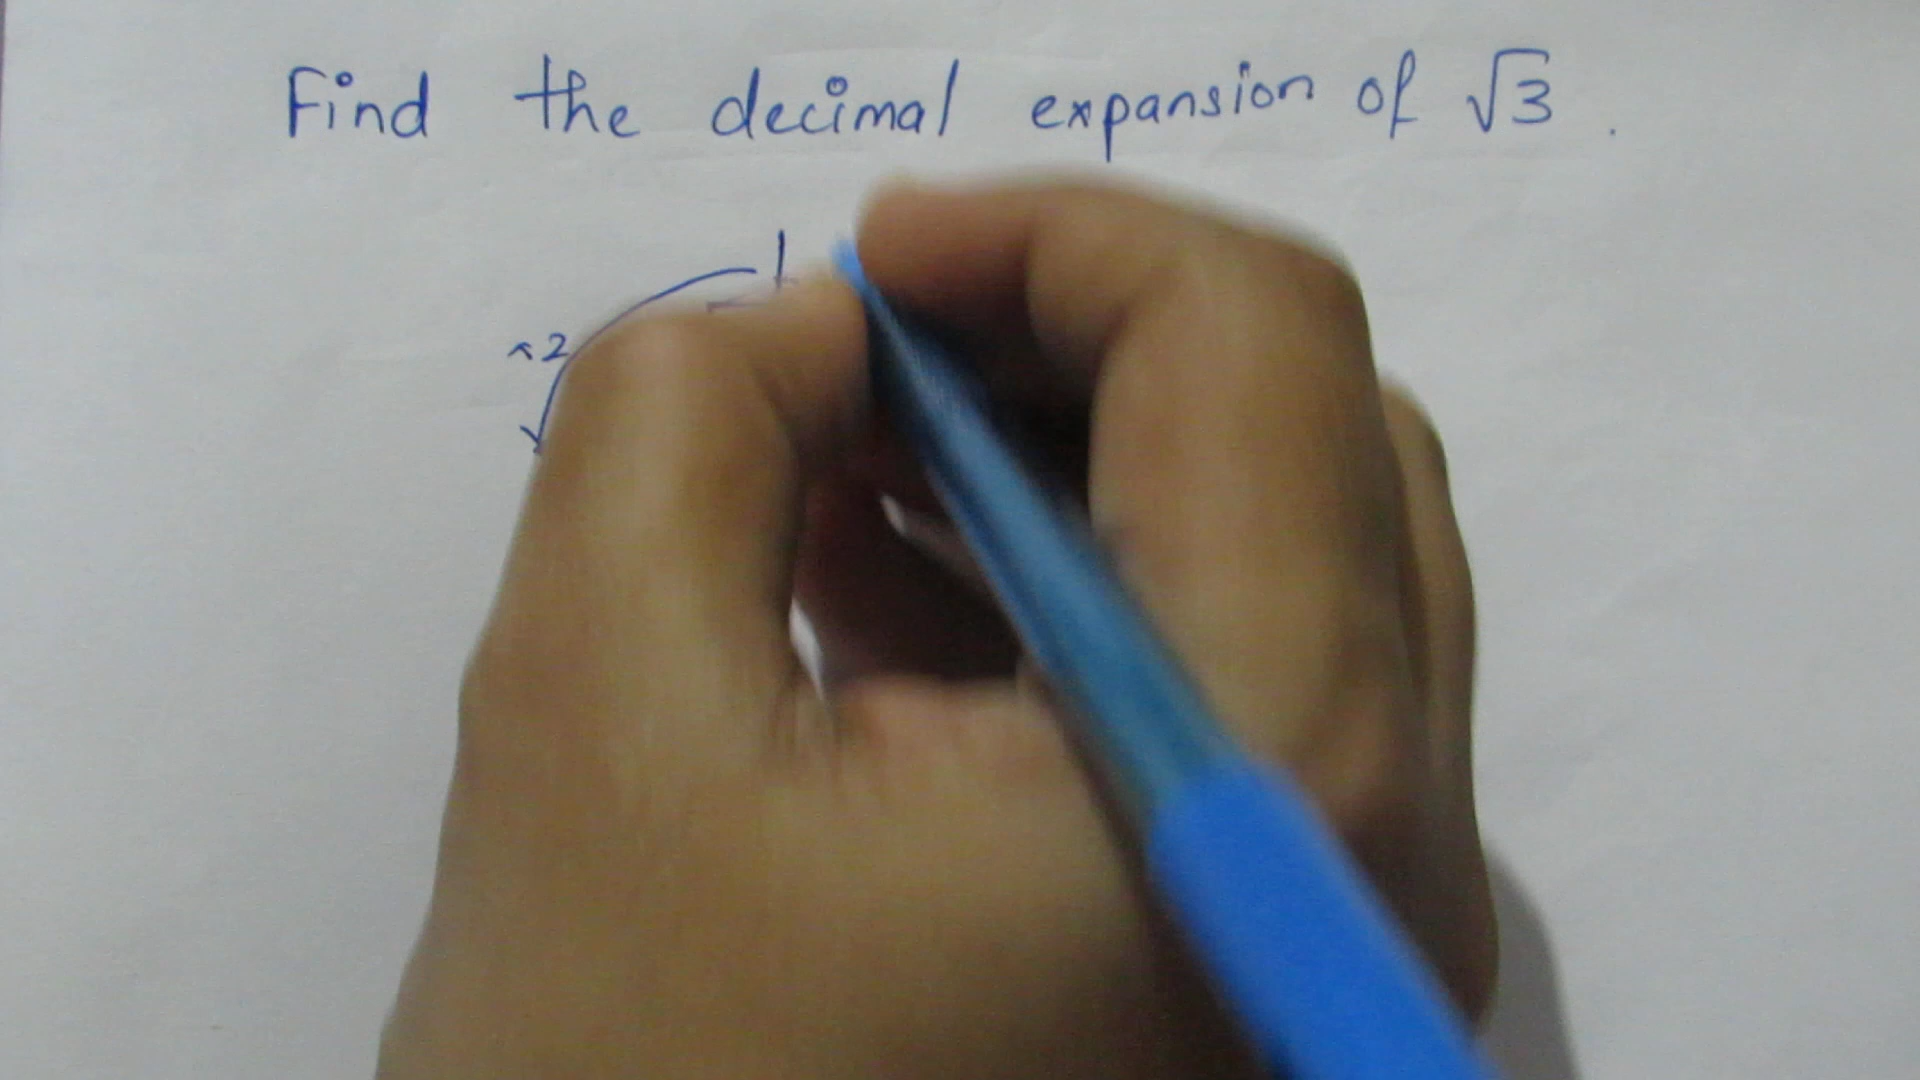 Find the decimal expansion of √3.
1
×2